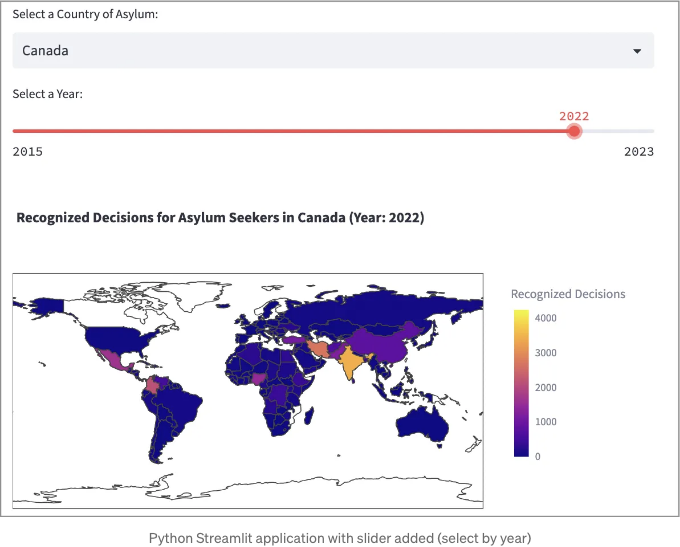 Select a Country of Asylum:
Canada
Select a Year:
2022
2015 2023
Recognized Decisions for Asylum Seekers in Canada (Year: 2022)
Recognized Decisions
4000
3000
2000
1000
0
Python Streamlit application with slider added (select by year)